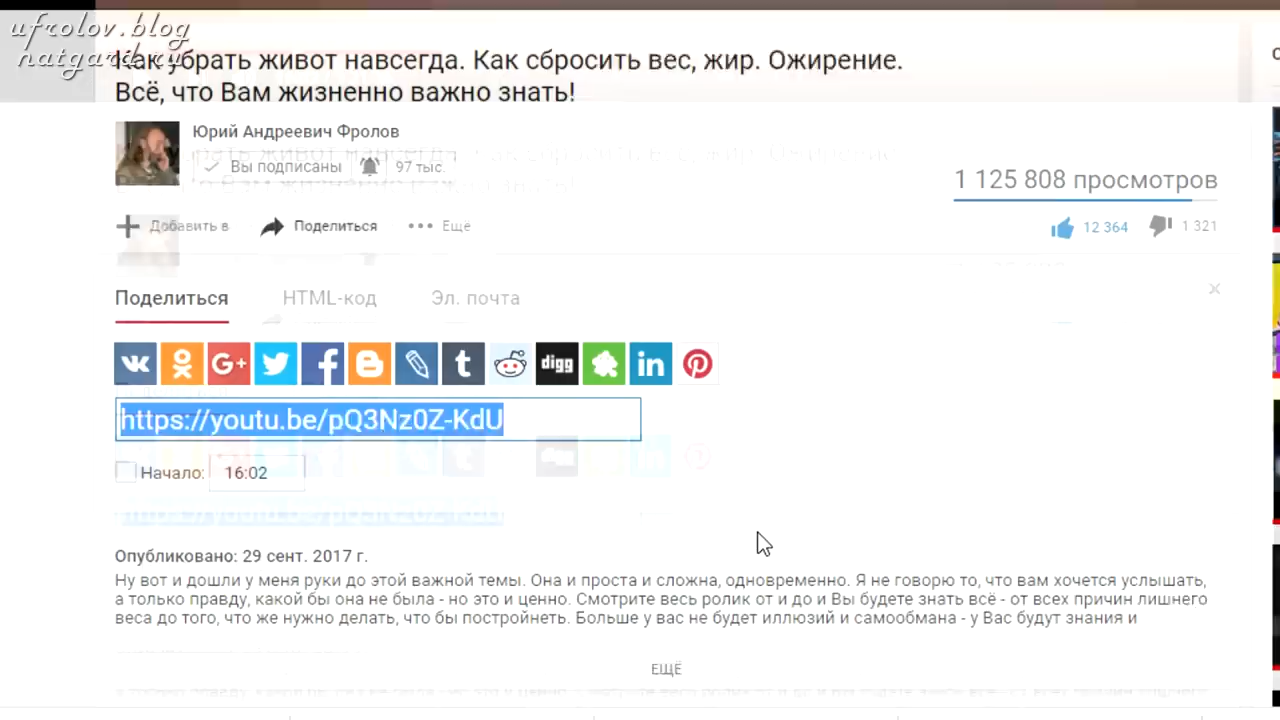 ufrolov.blog
natgard.ru
Как убрать живот навсегда. Как сбросить вес, жир. Ожирение.
Всё, что Вам жизненно важно знать!
Юрий Андреевич Фролов
Вы подписаны 97 тыс.
1 125 808 просмотров
Добавить в Поделиться Ещё
12 364 1 321
Поделиться HTML-код Эл. почта
digg
https://youtu.be/pQ3Nz0Z-KdU
Начало: 16:02
Опубликовано: 29 сент. 2017 г.
Ну вот и дошли у меня руки до этой важной темы. Она и проста и сложна, одновременно. Я не говорю то, что вам хочется услышать,
а только правду, какой бы она не была - но это и ценно. Смотрите весь ролик от и до и Вы будете знать всё - от всех причин лишнего
веса до того, что же нужно делать, что бы постройнеть. Больше у вас не будет иллюзий и самообмана - у Вас будут знания и
ЕЩЁ